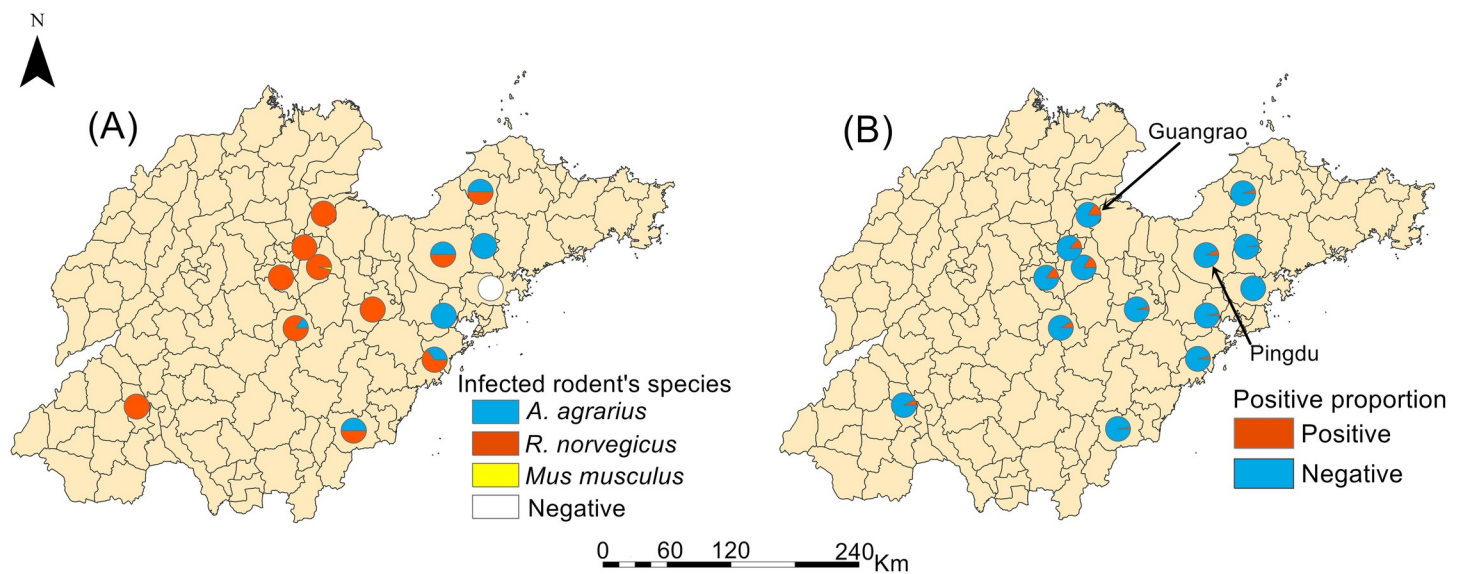 N
(A)
Infected rodent's species
A. agrarius
R. norvegicus
Mus musculus
Negative
(B)
Guangrao
Pingdu
Positive proportion
Positive
Negative
0 60 120 240 Km